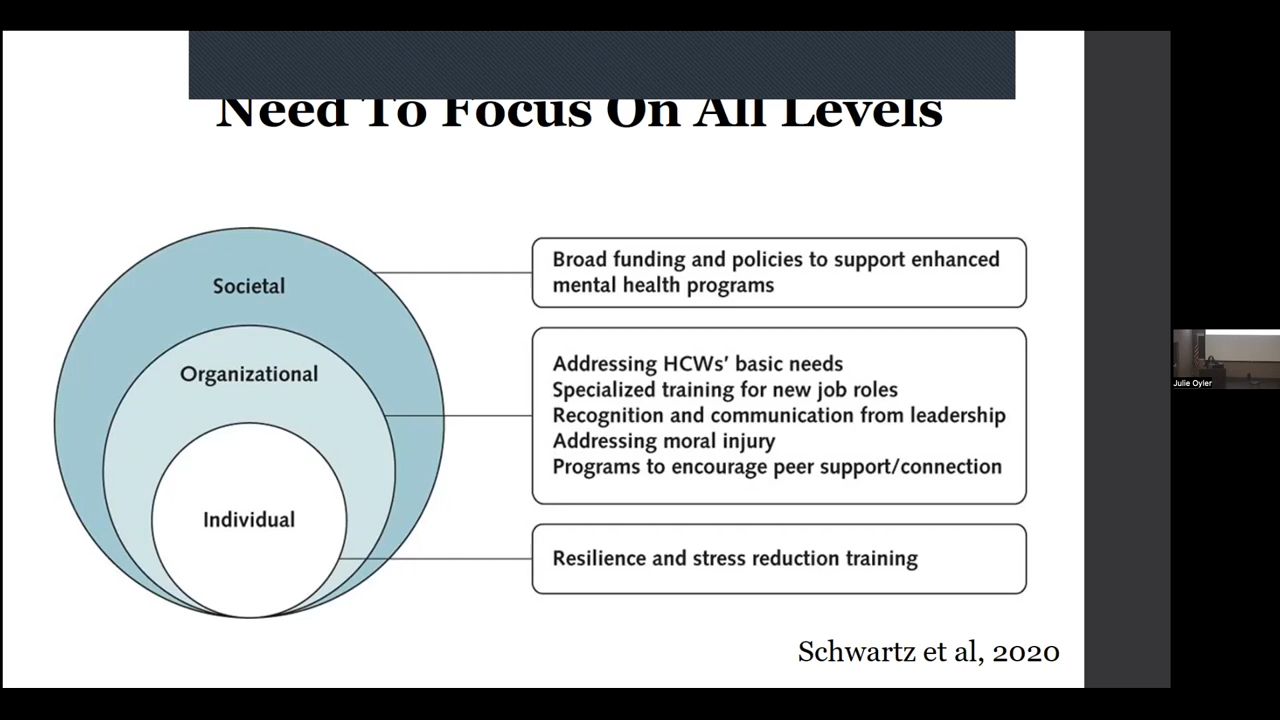 Need To Focus On All Levels
Societal
Organizational
Individual
Broad funding and policies to support enhanced
mental health programs
Addressing HCWs’ basic needs
Specialized training for new job roles
Recognition and communication from leadership
Addressing moral injury
Programs to encourage peer support/connection
Resilience and stress reduction training
Schwartz et al, 2020
Julie Oyler